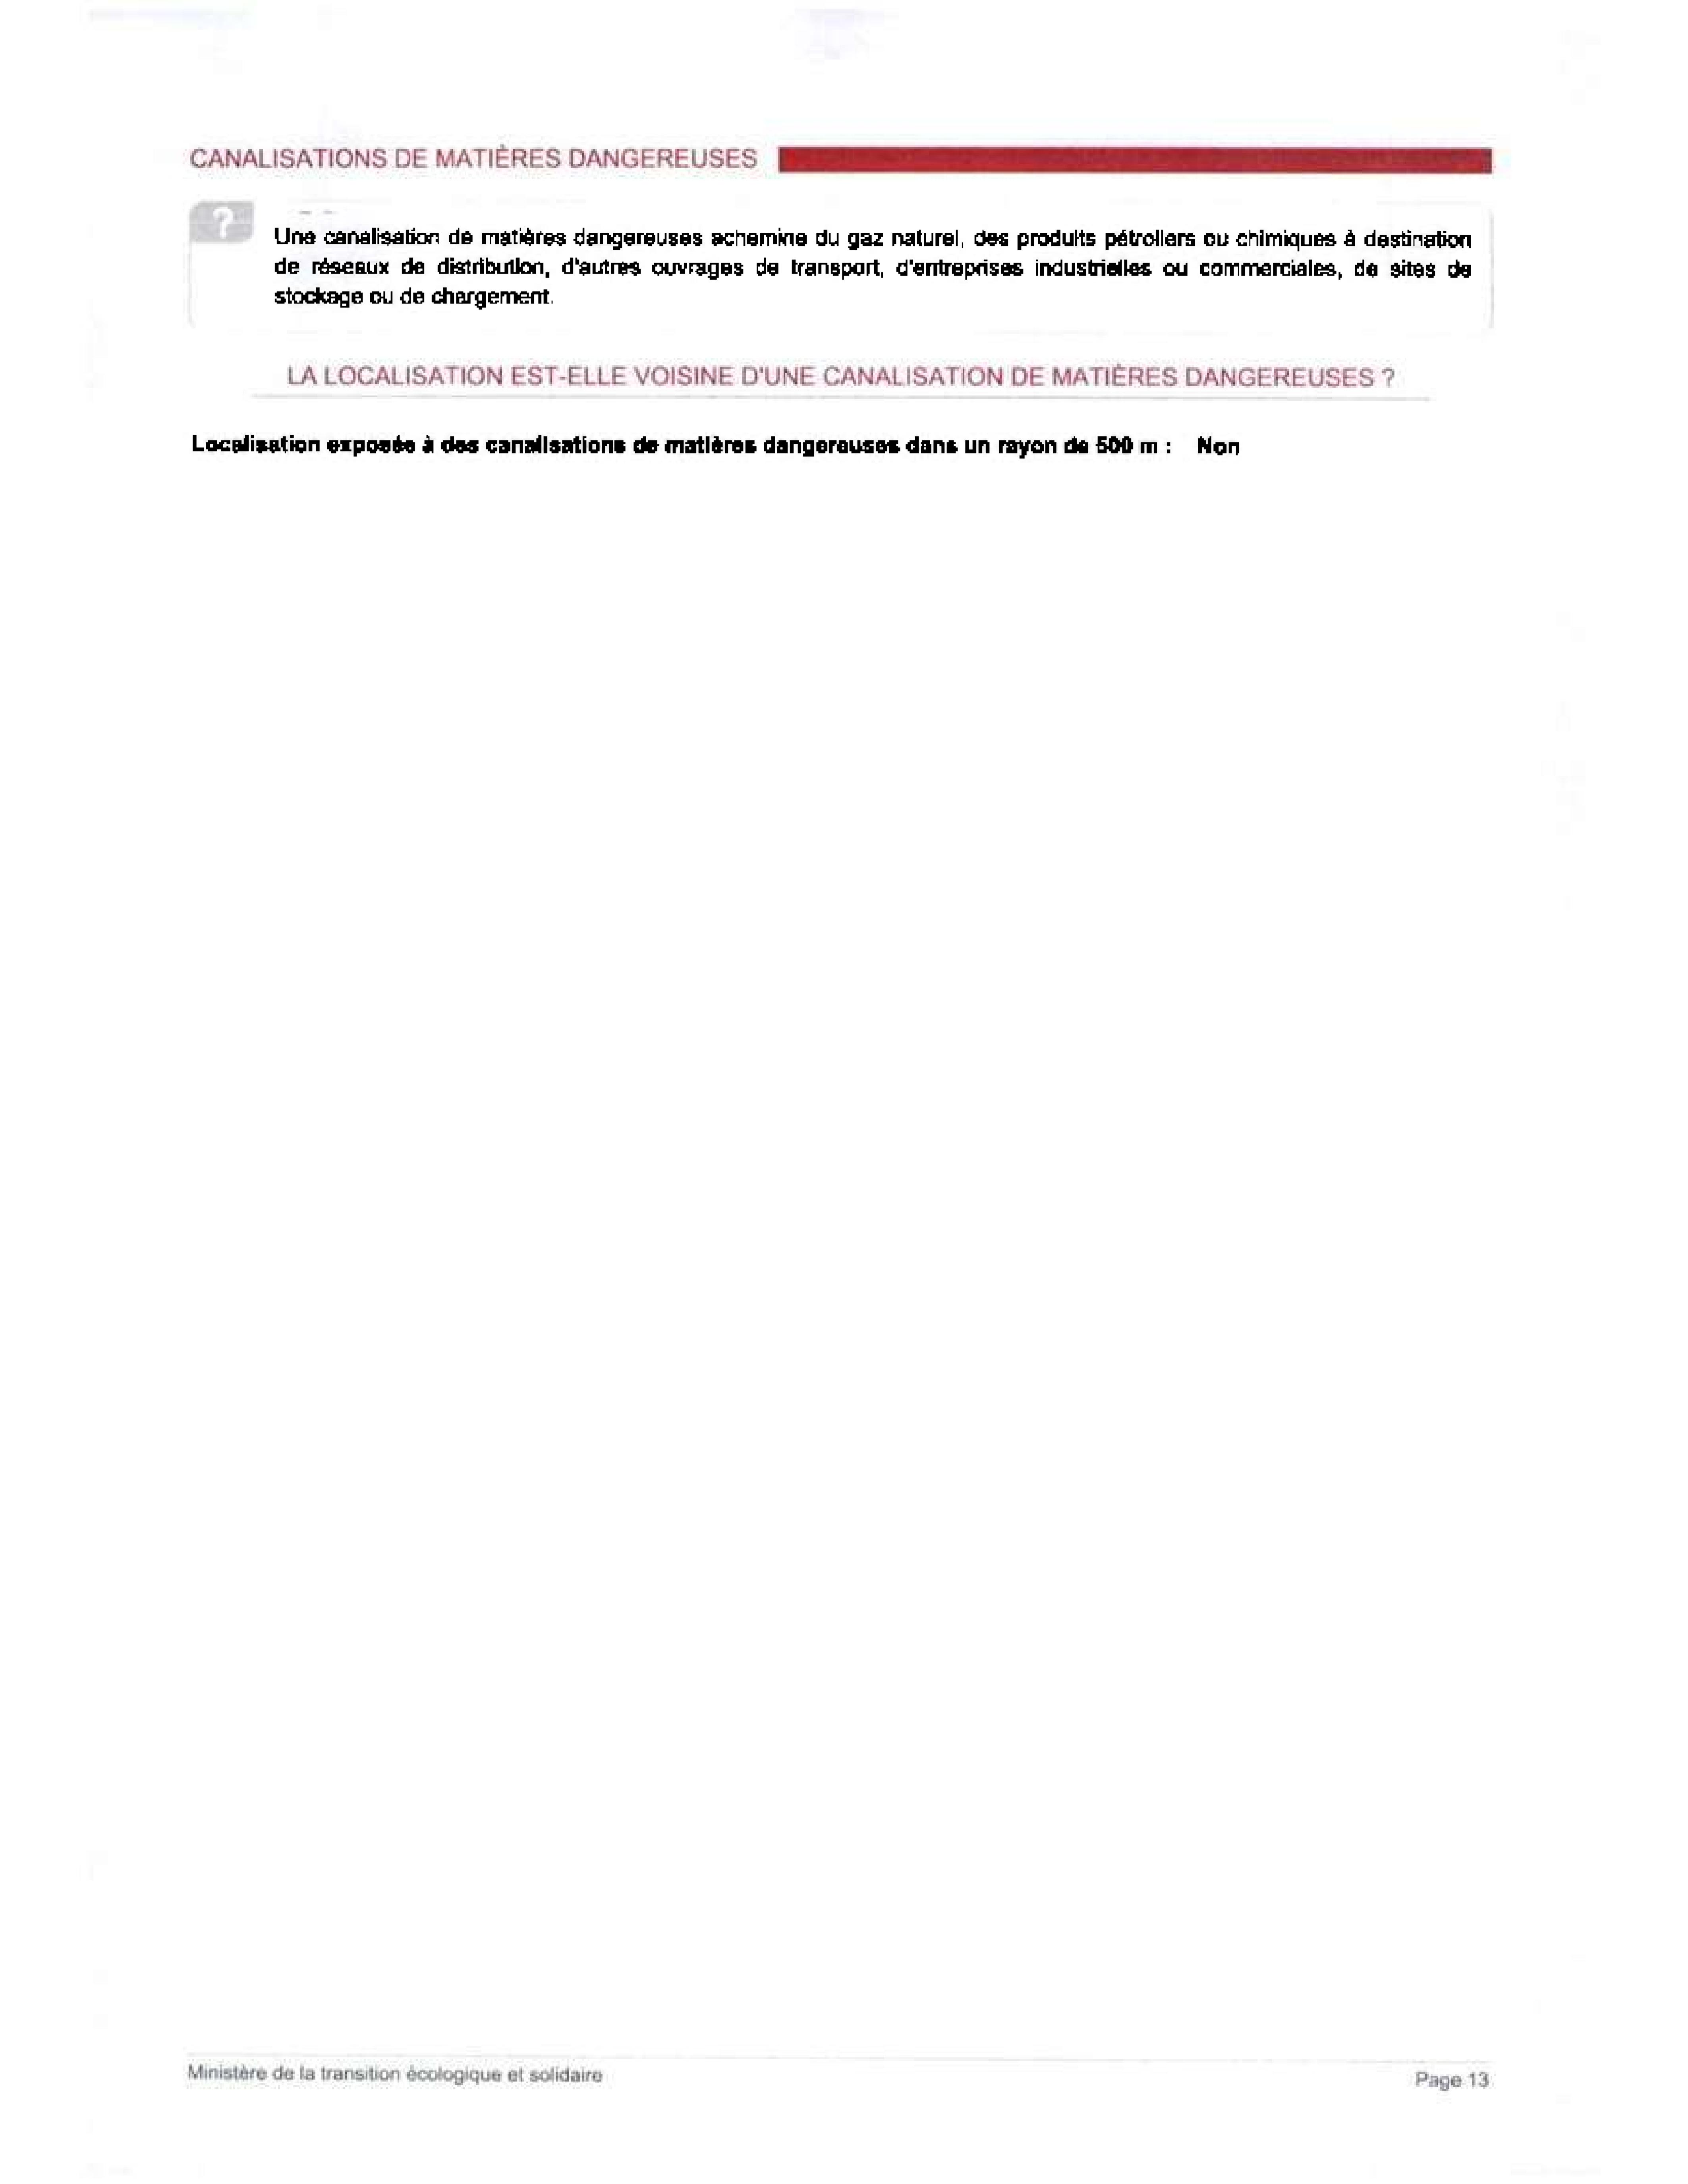 CANALISATIONS DE MATIÈRES DANGEREUSES
?
Une canalisation de matières dangereuses achemine du gaz naturel, des produits pétroliers ou chimiques à destination
de réseaux de distribution, d'autres ouvrages de transport, d'entreprises industrielles ou commerciales, de sites de
stockage ou de chargement.
LA LOCALISATION EST-ELLE VOISINE D'UNE CANALISATION DE MATIÈRES DANGEREUSES ?
Localisation exposée à des canalisations de matières dangereuses dans un rayon de 500 m : Non
Ministère de la transition écologique et solidaire
Page 13